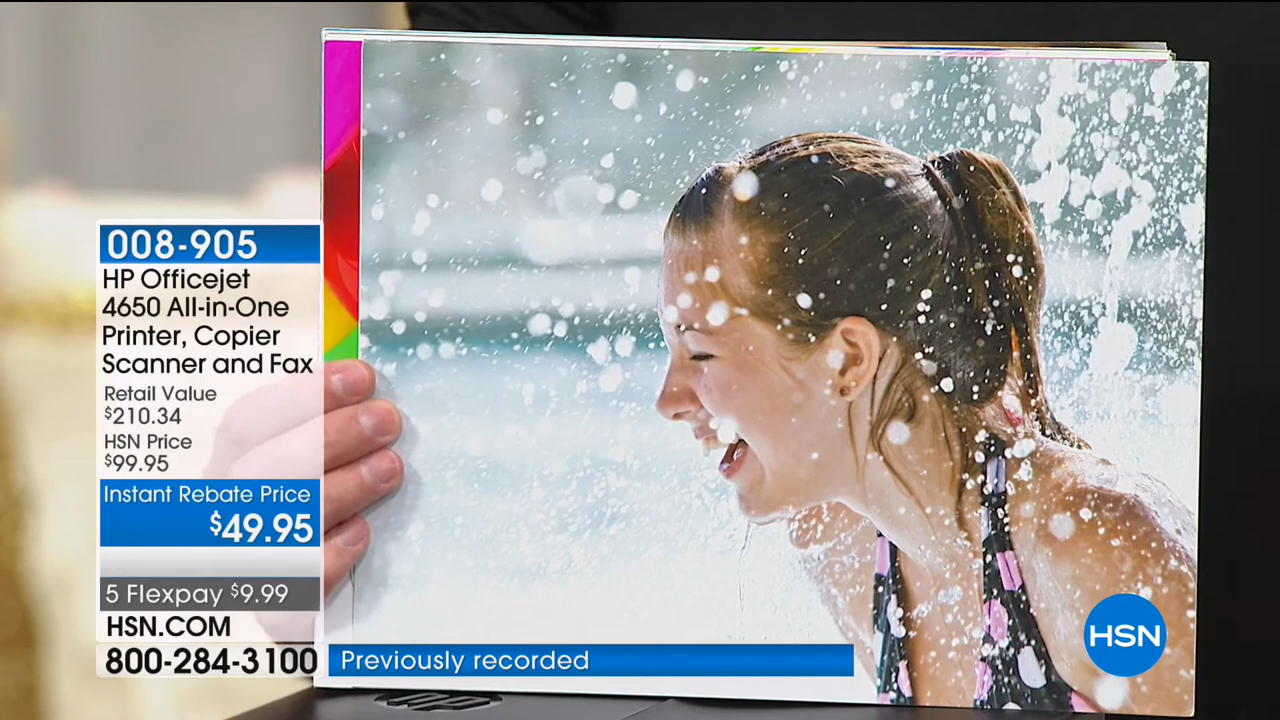 008-905
HP Officejet
4650 All-in-One
Printer, Copier
Scanner and Fax
Retail Value
$210.34
HSN Price
$99.95
Instant Rebate Price
$49.95
5 Flexpay $9.99
HSN.COM
800-284-3100
Previously recorded
HSN
hp